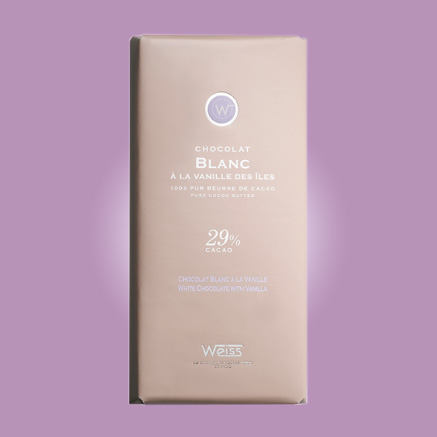 W
CHOCOLAT
BLANC
À LA VANILLE DES ÎLES
100% PUR BEURRE DE CACAO
PURE COCOA BUTTER
29%
CACAO
CHOCOLAT BLANC À LA VANILLE
WHITE CHOCOLATE WITH VANILLA
Weiss